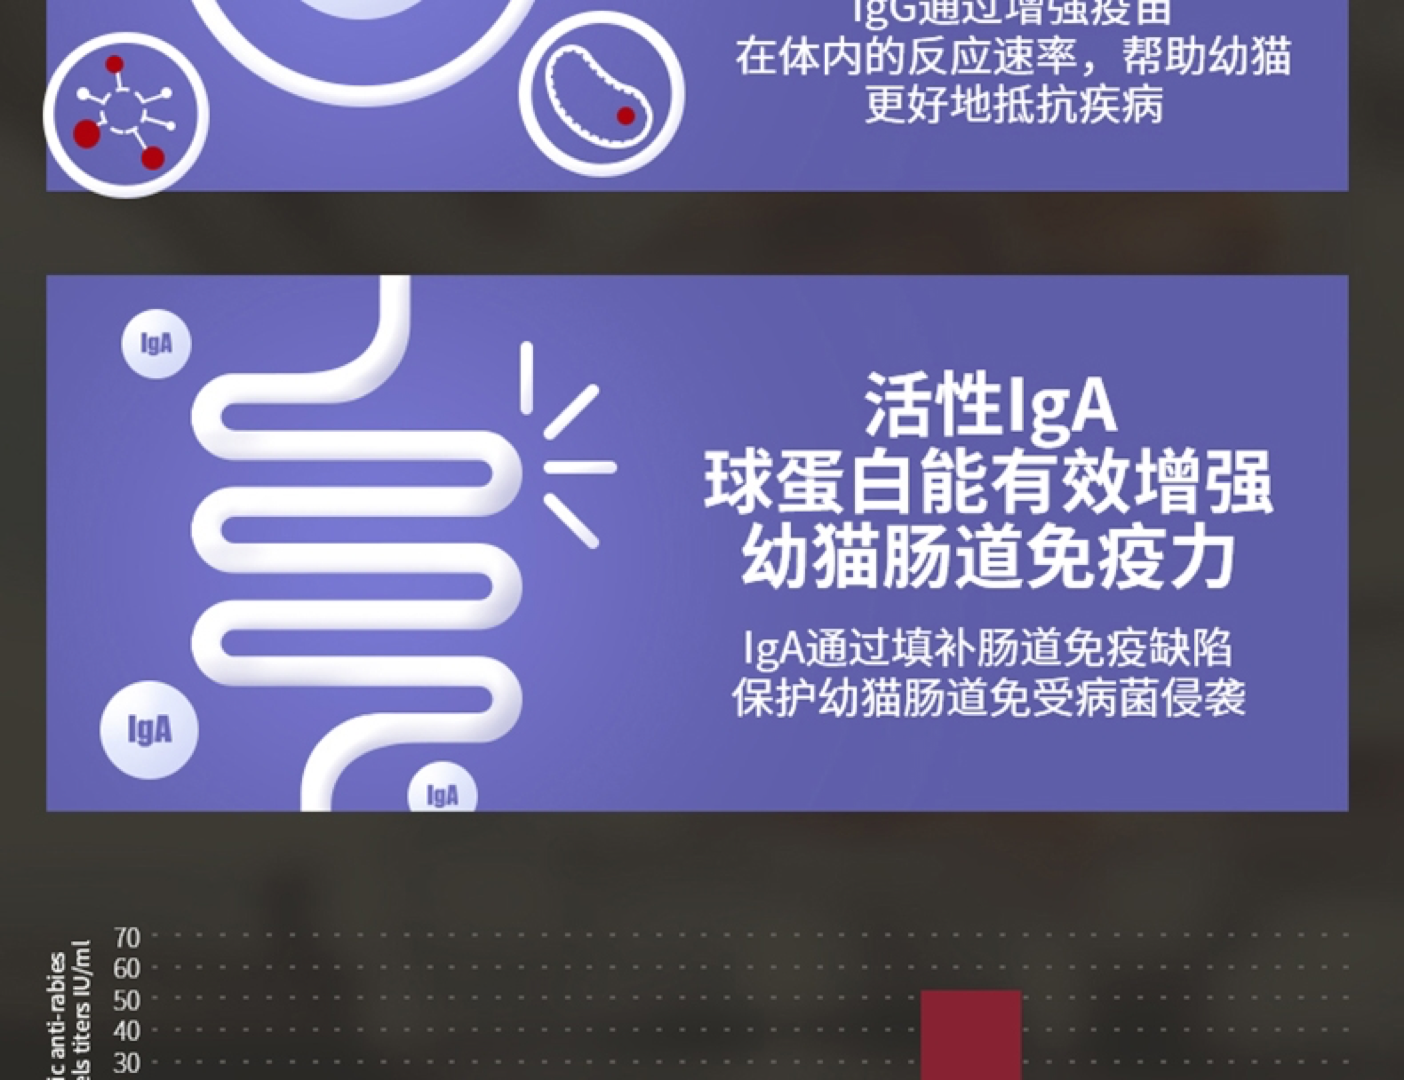 IgG通过增强疫苗
在体内的反应速率，帮助幼猫
更好地抵抗疾病
IgA
活性IgA
球蛋白能有效增强
幼猫肠道免疫力
IgA通过填补肠道免疫缺陷
保护幼猫肠道免受病菌侵袭
IgA
IgA
70
60
50
40
30
ic anti-rabies
els titers IU/ml